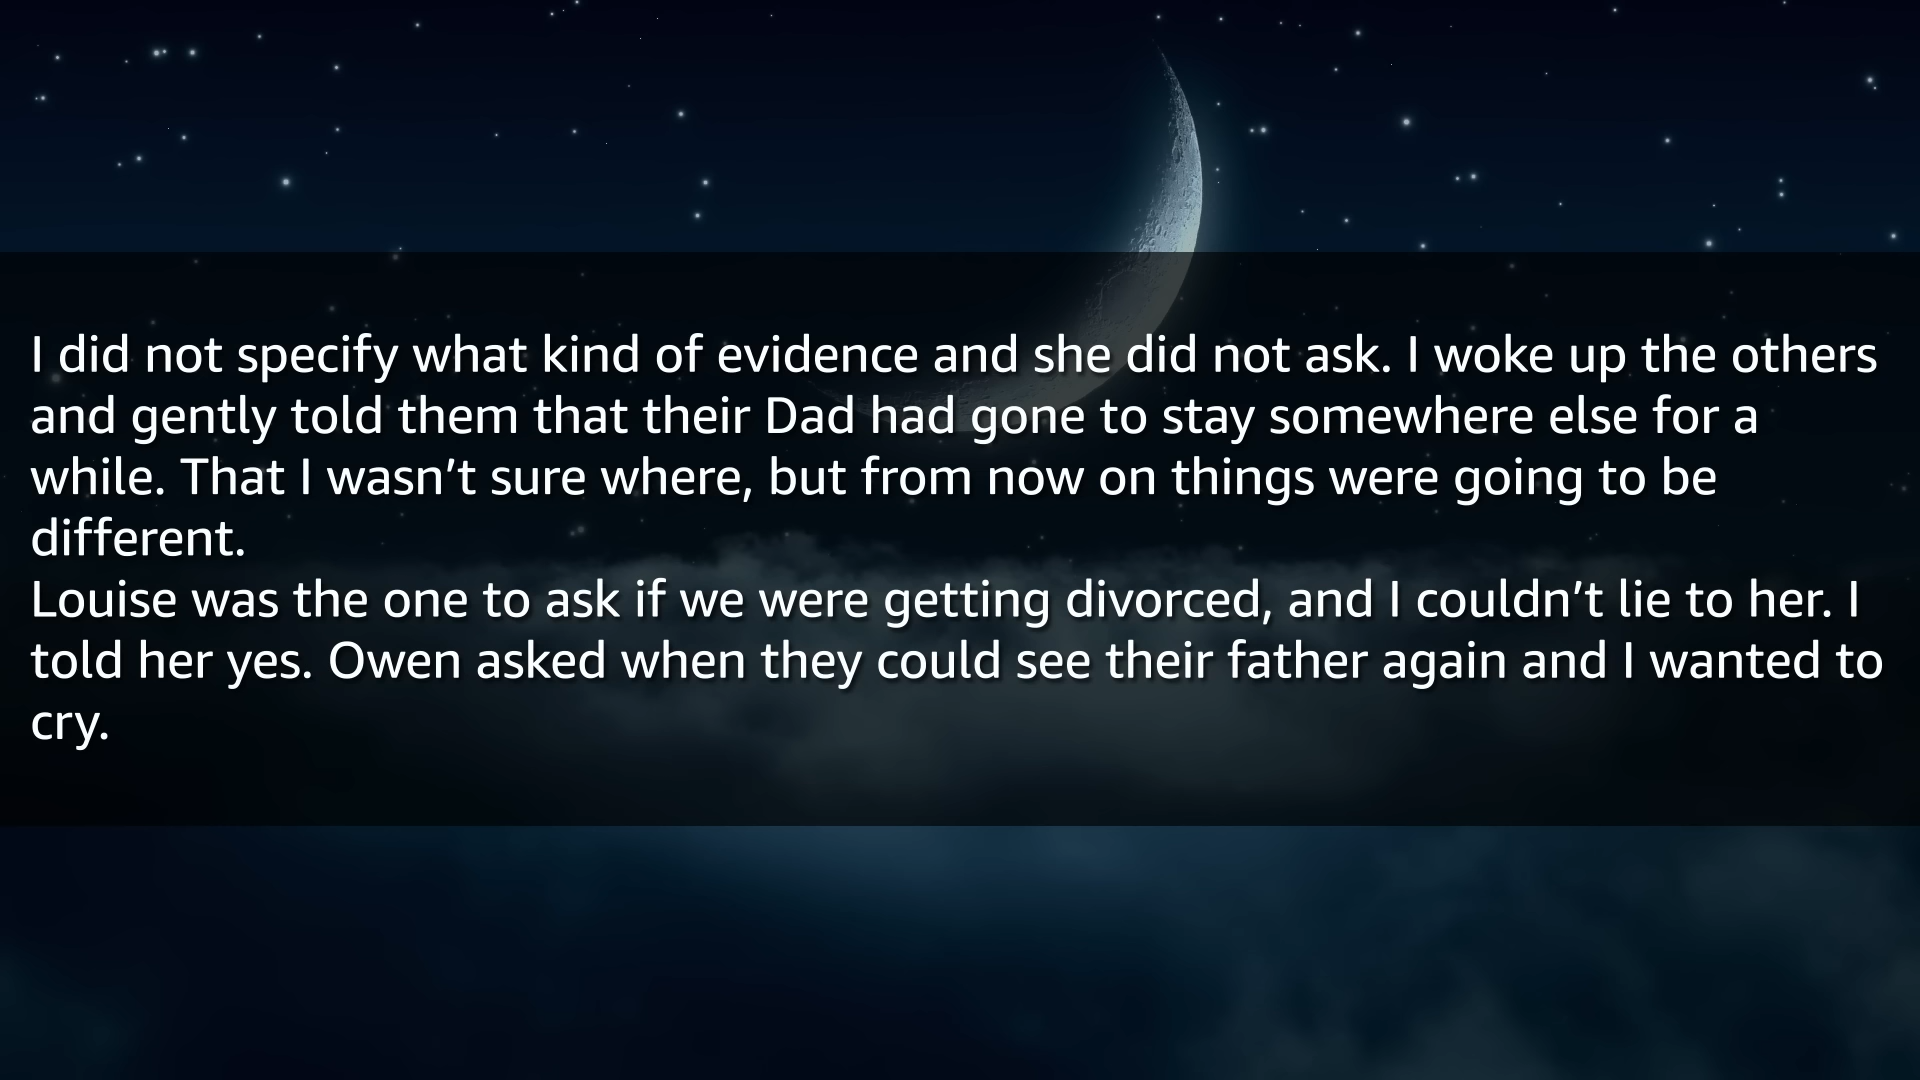 I did not specify what kind of evidence and she did not ask. I woke up the others
and gently told them that their Dad had gone to stay somewhere else for a
while. That I wasn’t sure where, but from now on things were going to be
different.
Louise was the one to ask if we were getting divorced, and I couldn’t lie to her. I
told her yes. Owen asked when they could see their father again and I wanted to
cry.